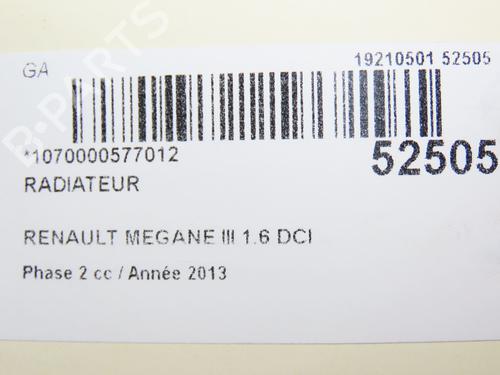 GA
19210501 52505
*1070000577012
52505
RADIATEUR
RENAULT MEGANE III 1.6 DCI
Phase 2 cc / Année 2013
B-PARTS